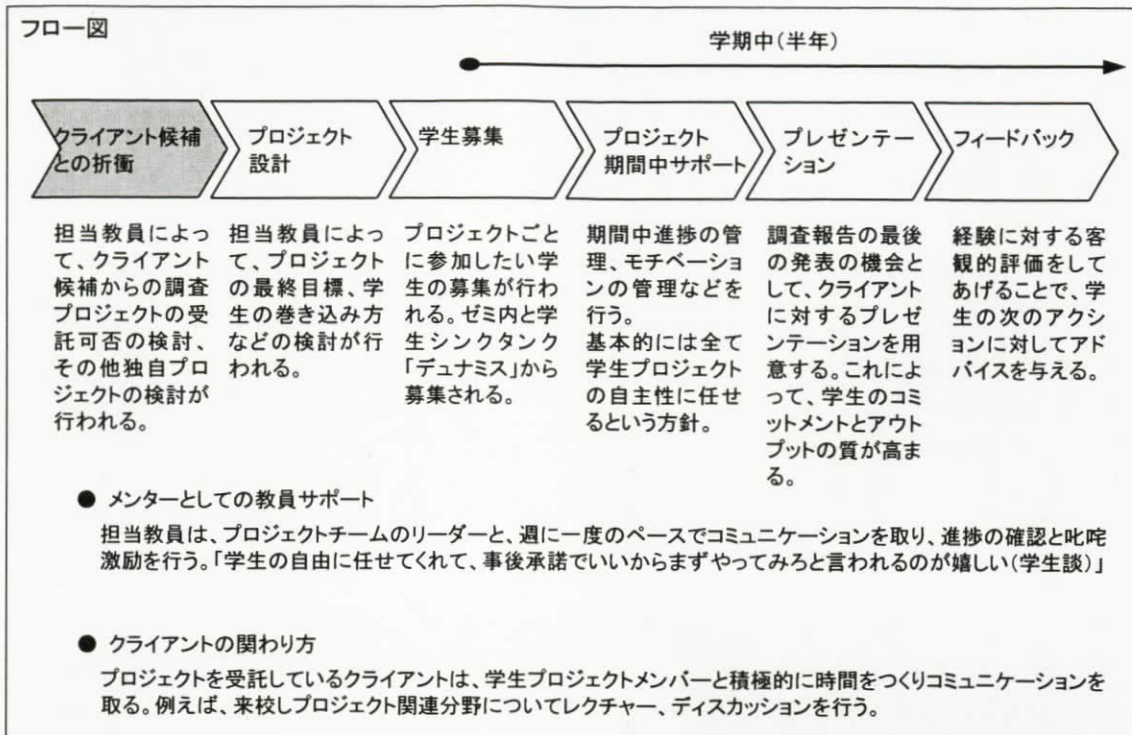 フロー図
学期中(半年)
クライアント候補
との折衝
プロジェクト
設計
学生募集
プロジェクト
期間中サポート
プレゼンテー
ション
フィードバック
担当教員によっ
て、クライアント
候補からの調査
プロジェクトの受
託可否の検討、
その他独自プロ
ジェクトの検討が
行われる。
担当教員によっ
て、プロジェクト
の最終目標、学
生の巻き込み方
などの検討が行
われる。
プロジェクトごと
に参加したい学
生の募集が行わ
れる。ゼミ内と学
生シンクタンク
「デュナミス」から
募集される。
期間中進捗の管
理、モチベーショ
ンの管理などを
行う。
基本的には全て
学生プロジェクト
の自主性に任せ
るという方針。
調査報告の最後
の発表の機会と
して、クライアント
に対するプレゼ
ンテーションを用
意する。これによ
って、学生のコミ
ットメントとアウト
プットの質が高ま
る。
経験に対する客
観的評価をして
あげることで、学
生の次のアクシ
ョンに対してアド
バイスを与える。
● メンターとしての教員サポート
担当教員は、プロジェクトチームのリーダーと、週に一度のペースでコミュニケーションを取り、進捗の確認と叱咤
激励を行う。「学生の自由に任せてくれて、事後承諾でいいからまずやってみろと言われるのが嬉しい(学生談)」
● クライアントの関わり方
プロジェクトを受託しているクライアントは、学生プロジェクトメンバーと積極的に時間をつくりコミュニケーションを
取る。例えば、来校しプロジェクト関連分野についてレクチャー、ディスカッションを行う。